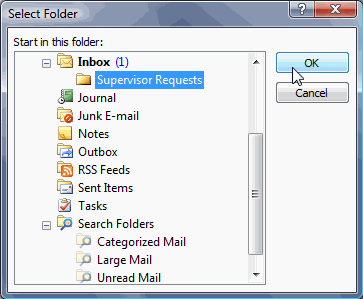 Select Folder
Start in this folder:
Inbox (1)
OK
Supervisor Requests
Journal
Cancel
Junk E-mail
Notes
Outbox
RSS Feeds
Sent Items
Tasks
Search Folders
Categorized Mail
Large Mail
Unread Mail